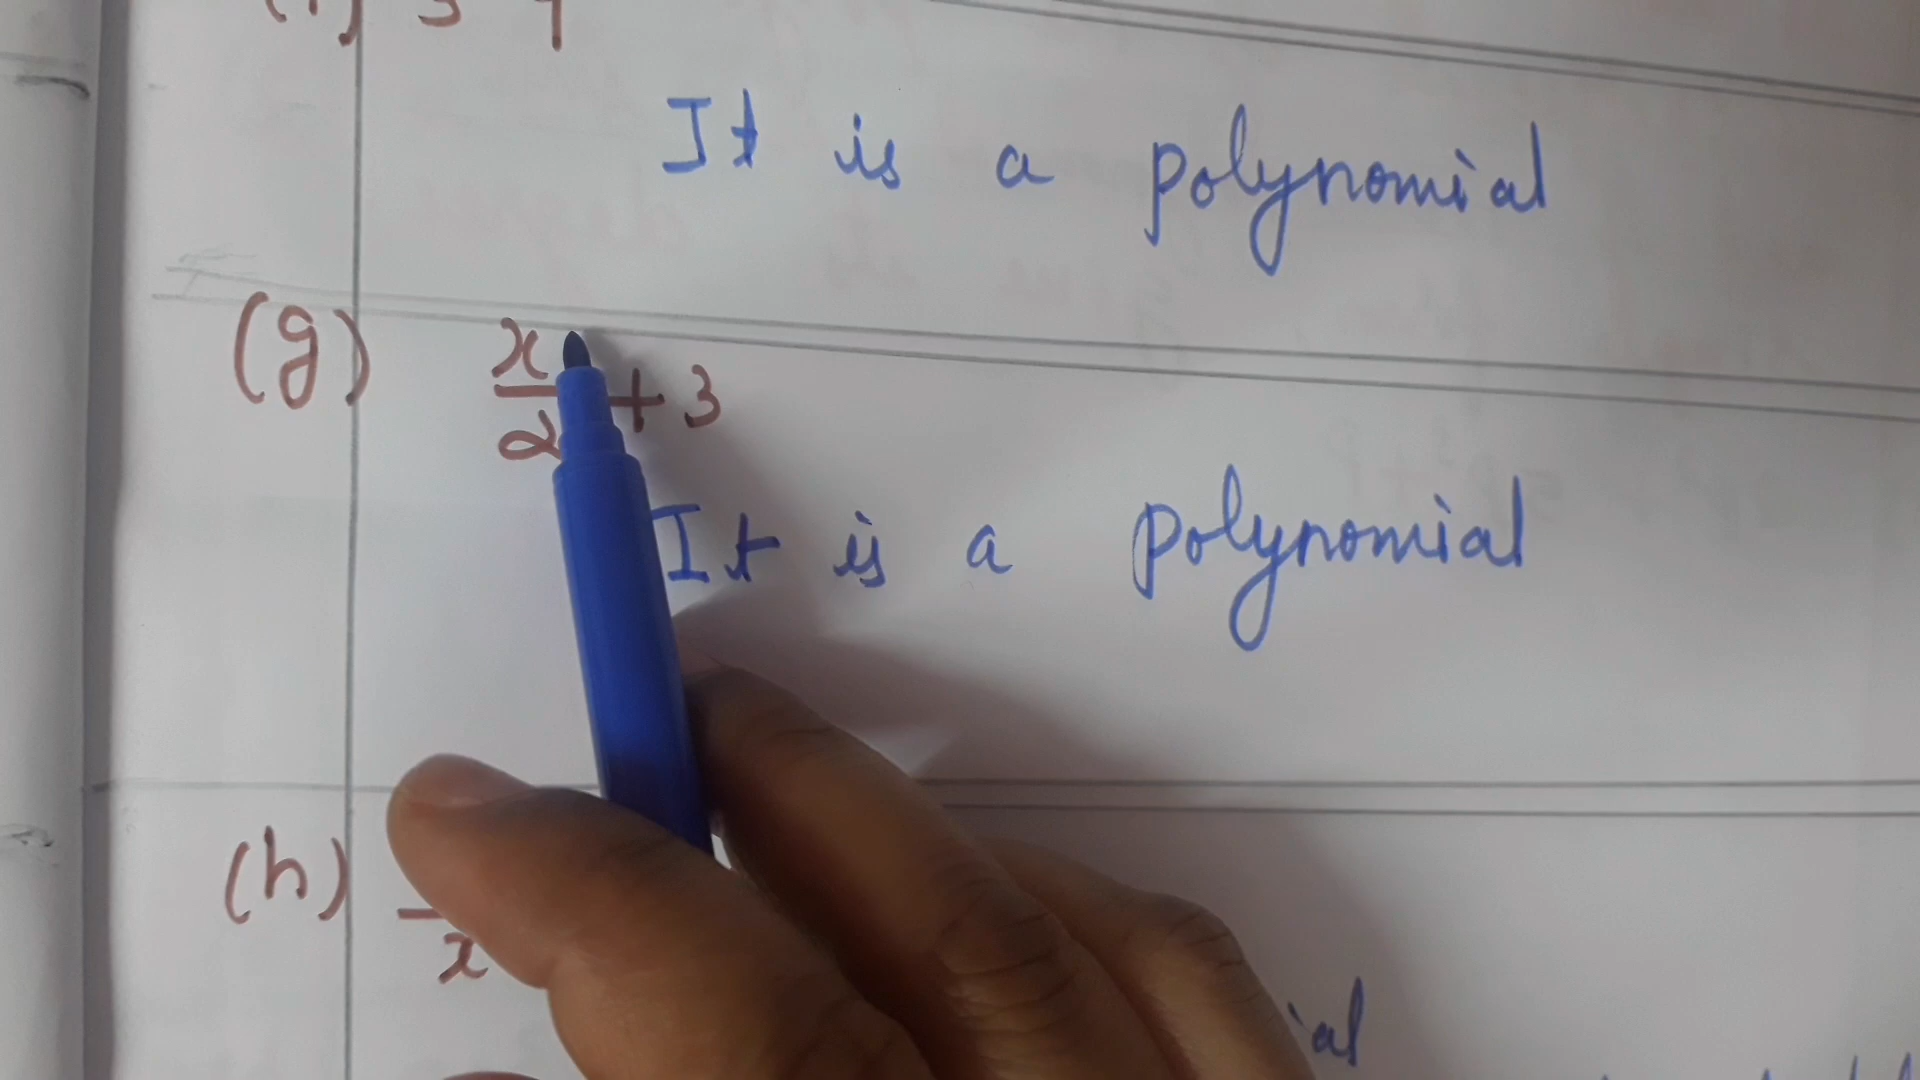 It is a polynomial
(g) x/2 + 3
It is a polynomial
(h)
x